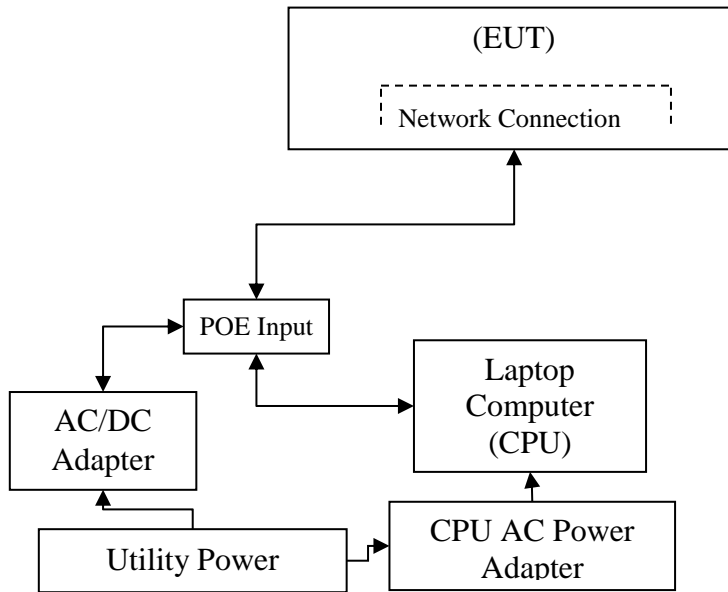 (EUT)
Network Connection
POE Input
Laptop
Computer
(CPU)
AC/DC
Adapter
CPU AC Power
Adapter
Utility Power